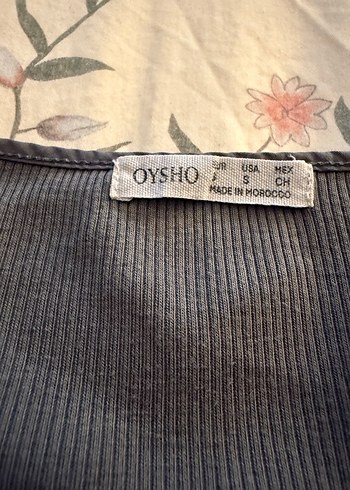 OYSHO
USA MEX
S CH
MADE IN MOROCCO